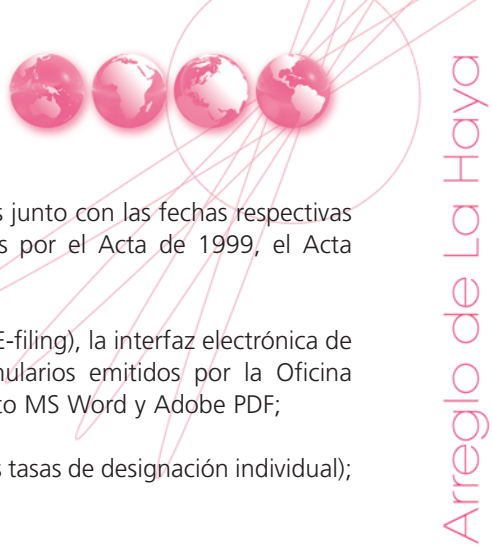 s junto con las fechas respectivas
s por el Acta de 1999, el Acta
E-filing), la interfaz electrónica de
nularios emitidos por la Oficina
to MS Word y Adobe PDF;
s tasas de designación individual);
Arreglo de La Haya